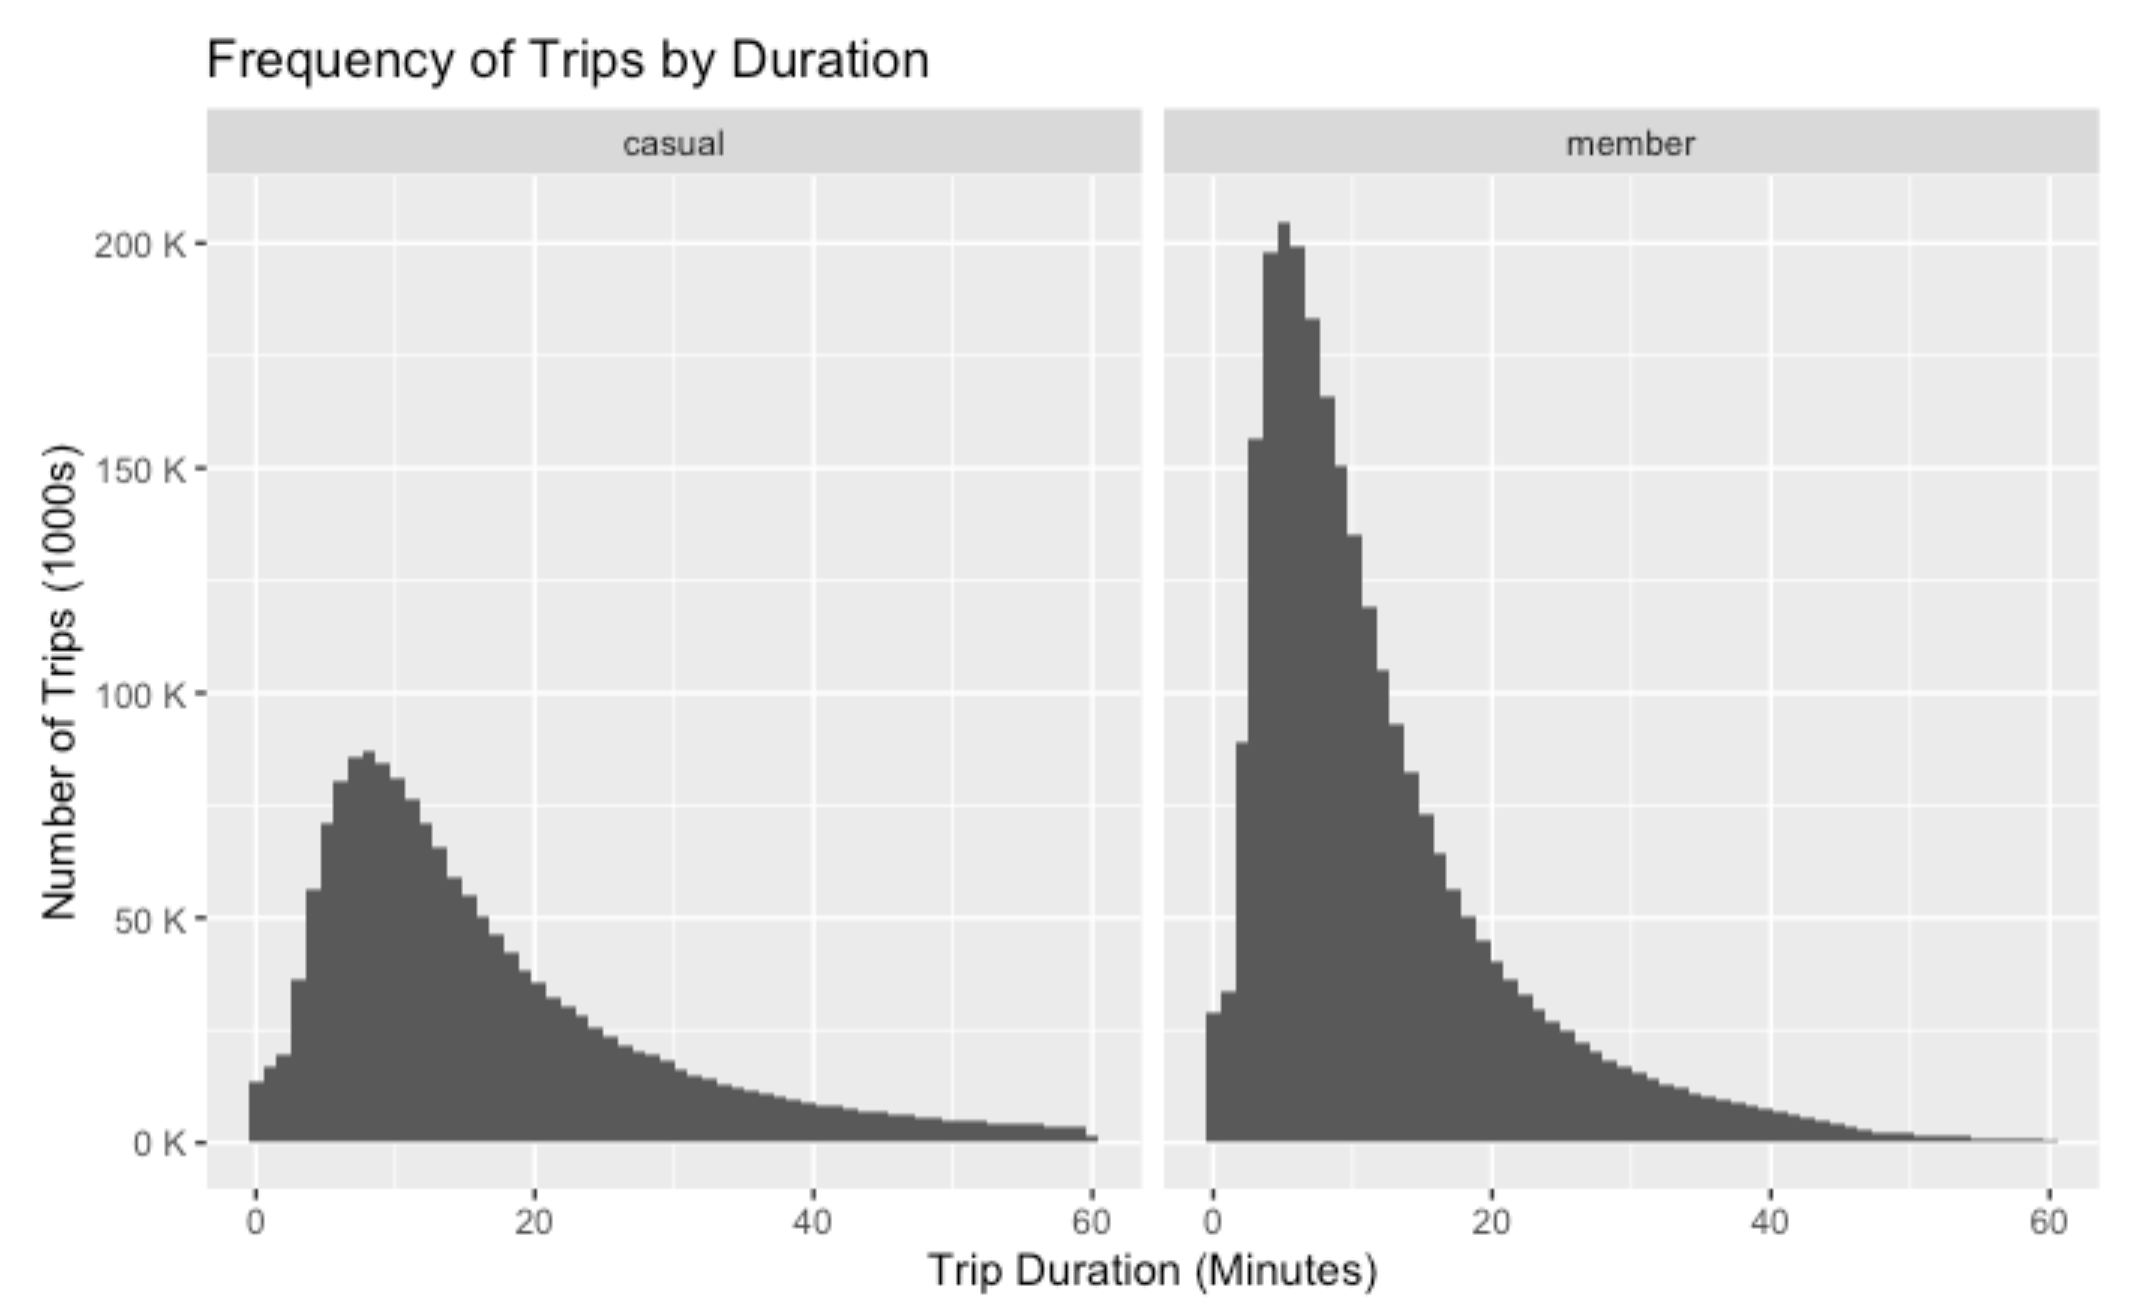 Frequency of Trips by Duration
casual
member
200 K
150 K
100 K
50 K
0 K
Number of Trips (1000s)
0 20 40 60
0 20 40 60
Trip Duration (Minutes)